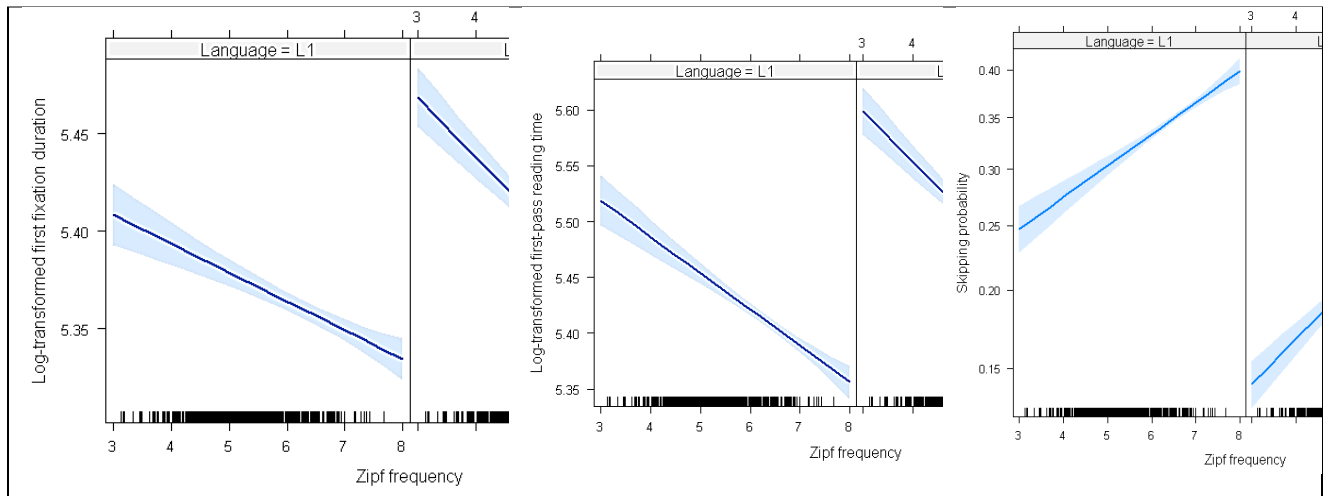 3 4
Language = L1
Log-transformed first fixation duration
5.45
5.40
5.35
3 4 5 6 7 8
Zipf frequency
3 4
Language = L1 L
Log-transformed first-pass reading time
5.60
5.55
5.50
5.45
5.40
5.35
3 4 5 6 7 8
Zipf frequency
3 4
Language = L1
Skipping probability
0.40
0.35
0.30
0.25
0.20
0.15
3 4 5 6 7 8
Zipf frequency